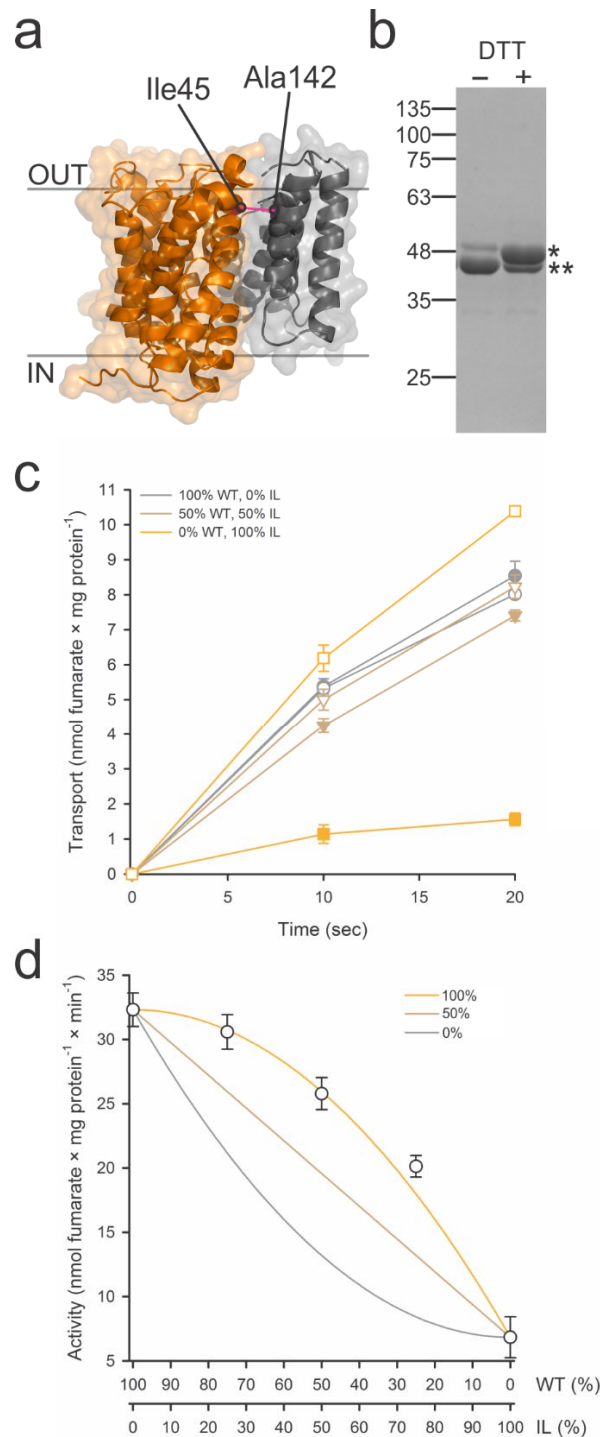 a
Ile45
Ala142
OUT
IN
b
DTT
− +
135
100
75
63
48
35
25
*
**
c
100% WT, 0% IL
50% WT, 50% IL
0% WT, 100% IL
Transport (nmol fumarate × mg protein⁻¹)
11
10
9
8
7
6
5
4
3
2
1
0
0 5 10 15 20
Time (sec)
d
100%
50%
0%
Activity (nmol fumarate × mg protein⁻¹ × min⁻¹)
35
30
25
20
15
10
5
100 90 80 70 60 50 40 30 20 10 0 WT (%)
0 10 20 30 40 50 60 70 80 90 100 IL (%)